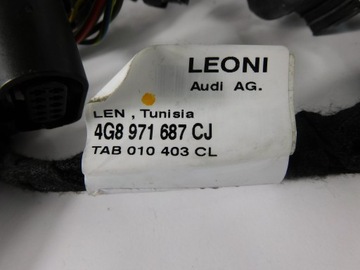 LEONI
Audi AG.
LEN , Tunisia
4G8 971 687 CJ
TAB 010 403 CL